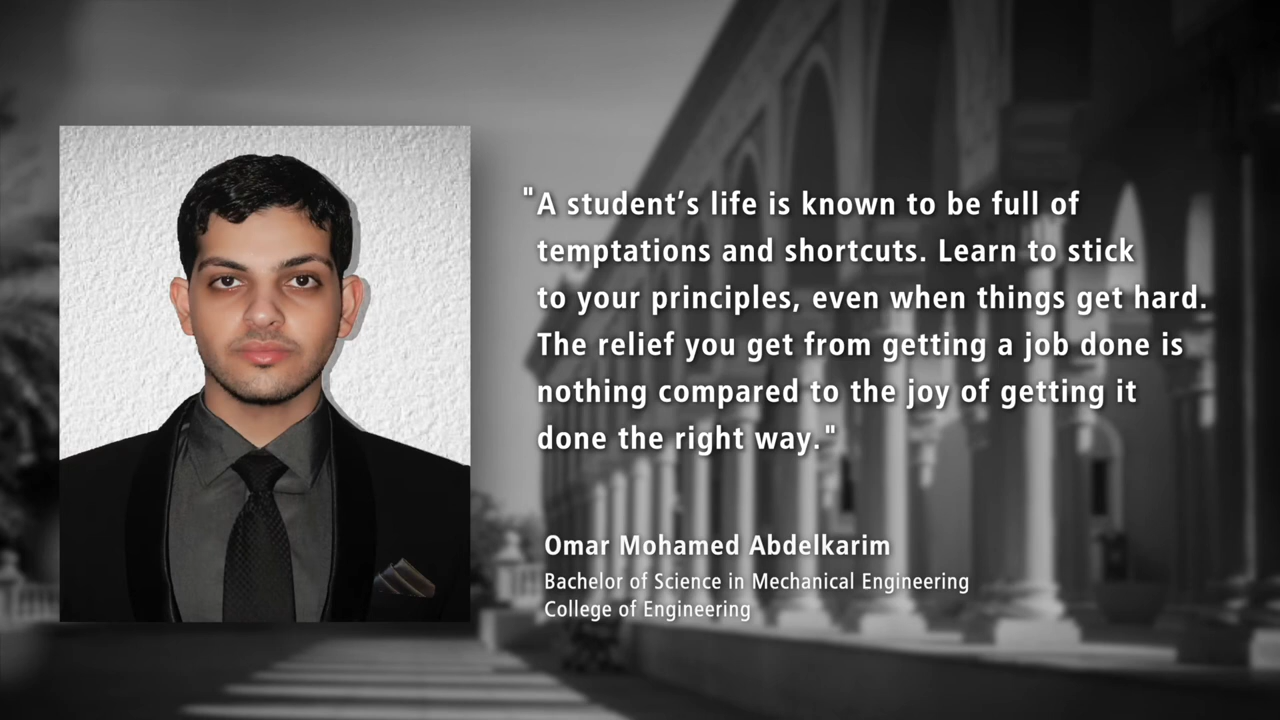 "A student’s life is known to be full of
temptations and shortcuts. Learn to stick
to your principles, even when things get hard.
The relief you get from getting a job done is
nothing compared to the joy of getting it
done the right way."
Omar Mohamed Abdelkarim
Bachelor of Science in Mechanical Engineering
College of Engineering